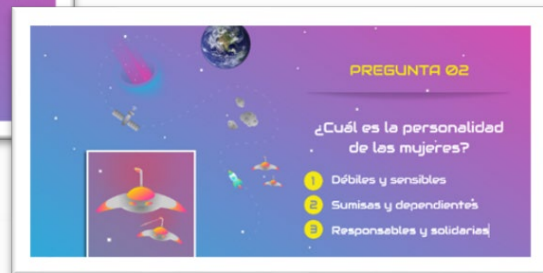 PREGUNTA 02
¿Cuál es la personalidad
de las mujeres?
1 Débiles y sensibles
2 Sumisas y dependientes
3 Responsables y solidarias